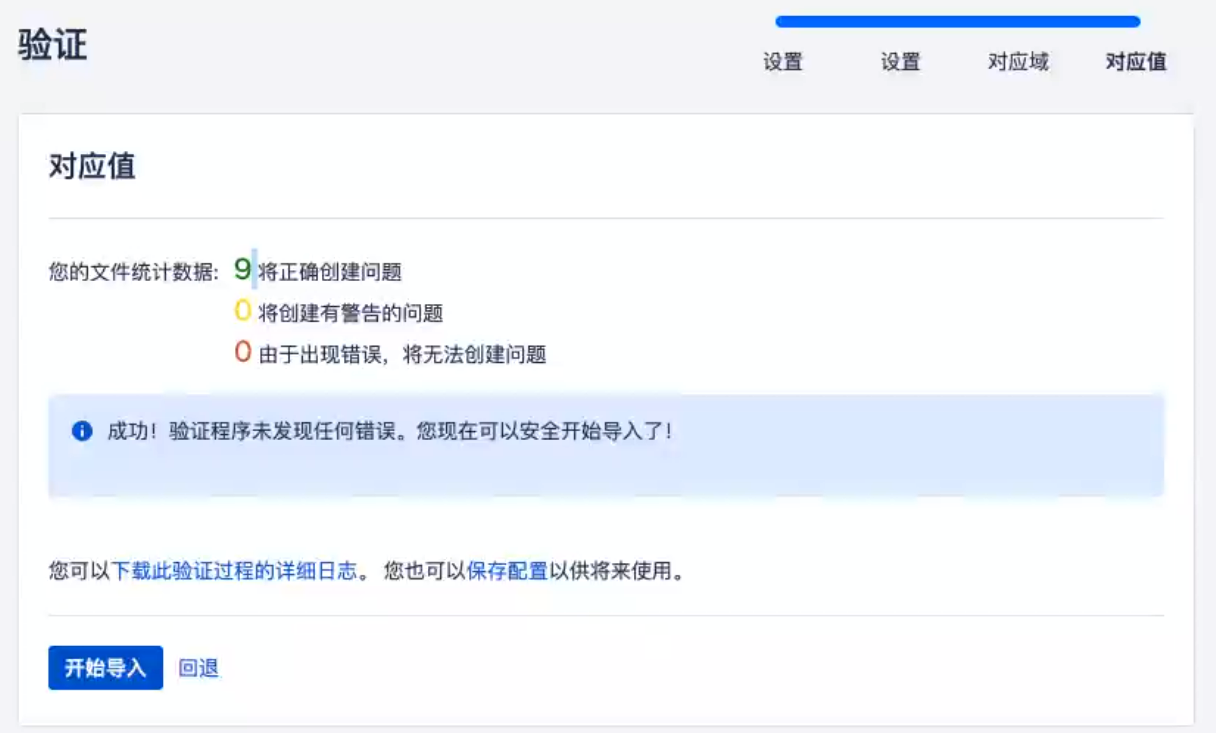 验证
设置 设置 对应域 对应值
对应值
您的文件统计数据: 9 将正确创建问题
0 将创建有警告的问题
0 由于出现错误，将无法创建问题
成功！验证程序未发现任何错误。您现在可以安全开始导入了！
您可以下载此验证过程的详细日志。 您也可以保存配置以供将来使用。
开始导入 回退